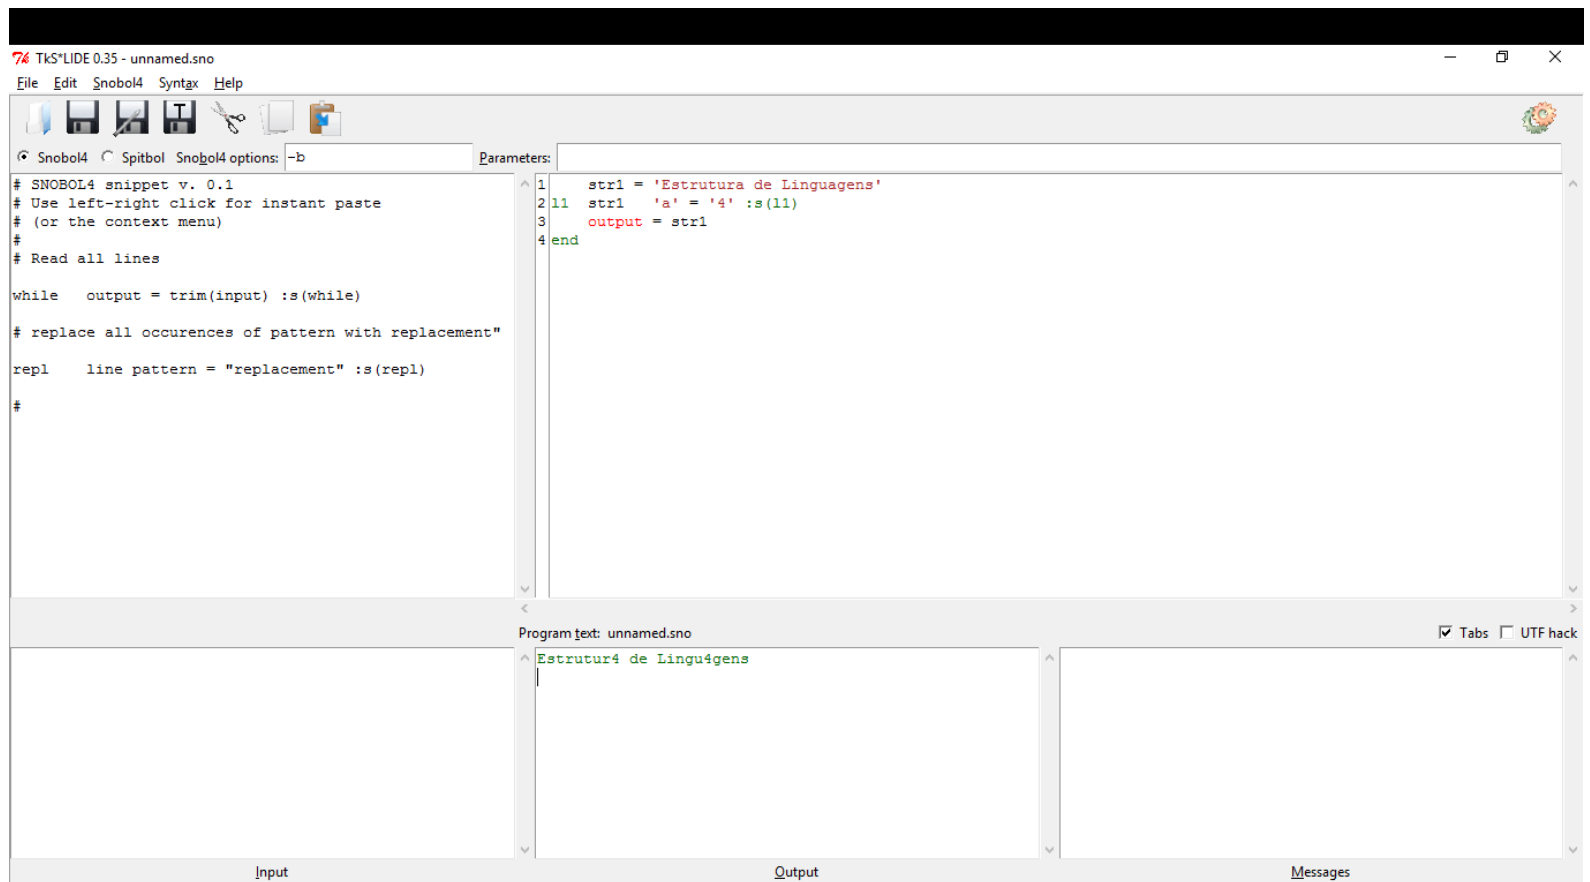 TkS*LIDE 0.35 - unnamed.sno
File Edit Snobol4 Syntax Help
Snobol4 Spitbol Snobol4 options: -b Parameters:
# SNOBOL4 snippet v. 0.1
# Use left-right click for instant paste
# (or the context menu)
#
# Read all lines
while output = trim(input) :s(while)
# replace all occurences of pattern with replacement"
repl line pattern = "replacement" :s(repl)
#
1 str1 = 'Estrutura de Linguagens'
2 l1 str1 'a' = '4' :s(l1)
3 output = str1
4 end
Program text: unnamed.sno
Tabs UTF hack
Estrutur4 de Lingu4gens
Input
Output
Messages